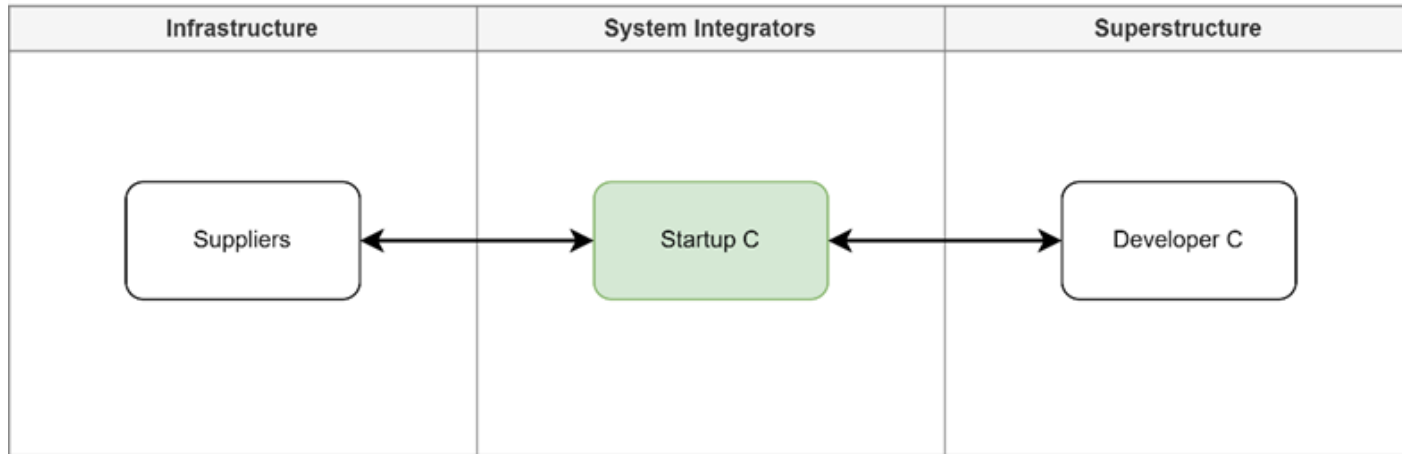 Infrastructure
System Integrators
Superstructure
Suppliers
Startup C
Developer C